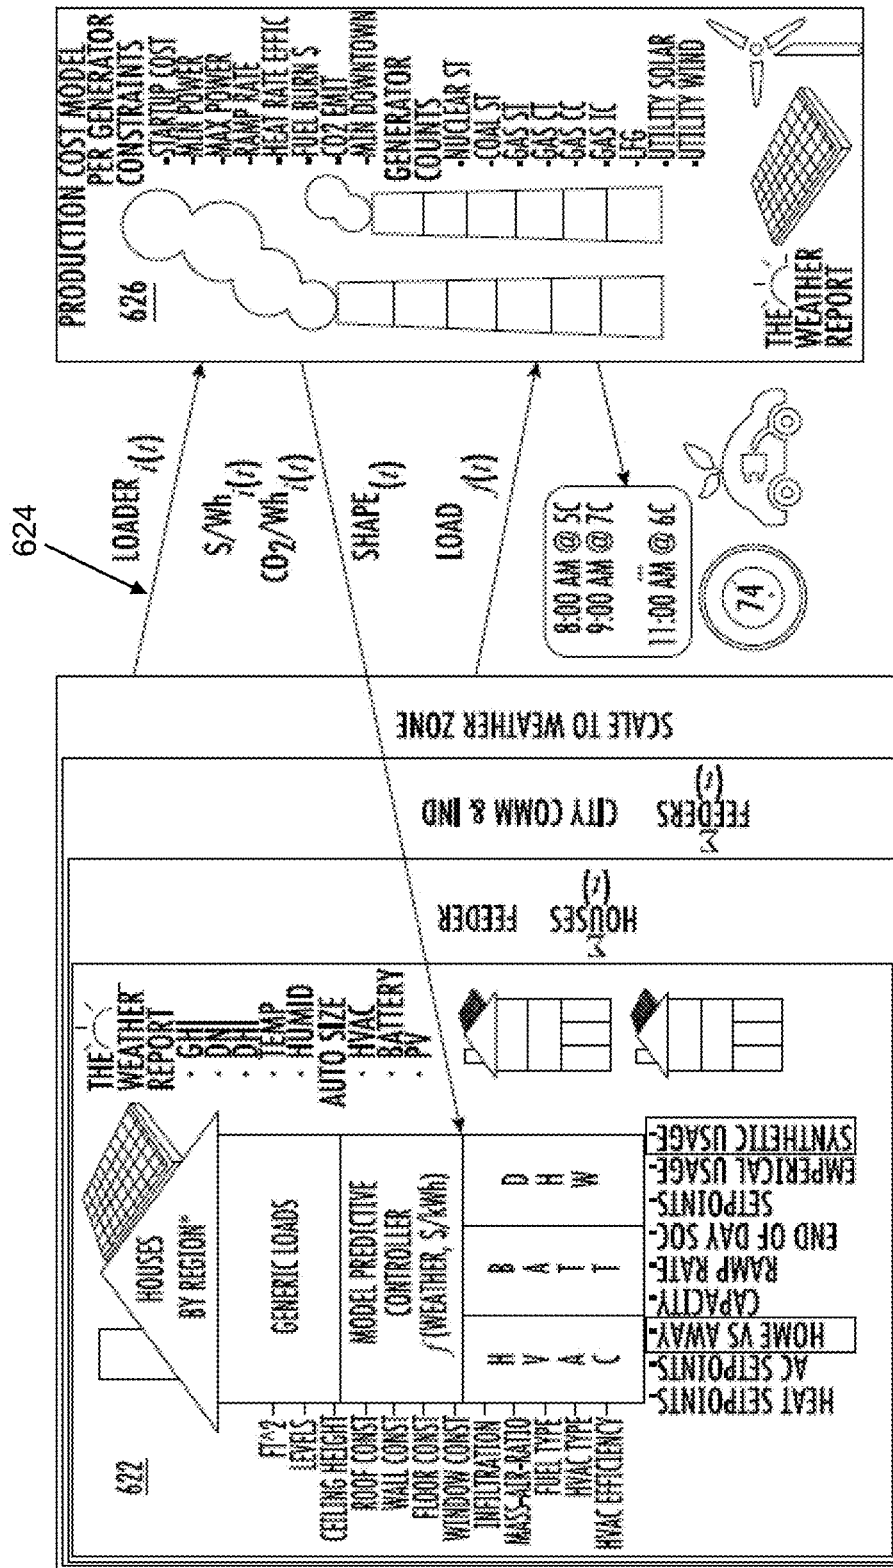 624
PRODUCTION COST MODEL
PER GENERATOR
CONSTRAINTS
STARTUP COST
MIN POWER
MAX POWER
RAMP RATE
HEAT RATE EFFIC
FUEL BURN $
CO2 EMIT
MIN DOWNTOWN
GENERATOR
COUNTS
NUCLEAR ST
COAL ST
GAS ST
GAS CT
GAS CC
GAS IC
LFG
UTILITY SOLAR
UTILITY WIND
626
THE
WEATHER
REPORT
LOADER i(t)
$/Wh i(t)
CO2/Wh i(t)
SHAPE (t)
LOAD j(t)
8:00 AM @ 5C
9:00 AM @ 7C
11:00 AM @ 6C
74
SCALE TO WEATHER ZONE
Σ FEEDERS (t) CITY COMM & IND
Σ HOUSES (t) FEEDER
622
HOUSES
BY REGION*
THE
WEATHER
REPORT
GHI
DNI
DHI
TEMP
HUMID
AUTO SIZE
HVAC
BATTERY
PV
GENERIC LOADS
MODEL PREDICTIVE
CONTROLLER
f(WEATHER, $/kWh)
HVAC
BATT
DHW
FT^2
LEVELS
CEILING HEIGHT
ROOF CONST
WALL CONST
FLOOR CONST
WINDOW CONST
INFILTRATION
MASS-AIR-RATIO
FUEL TYPE
HVAC TYPE
HVAC EFFICIENCY
HEAT SETPOINTS
AC SETPOINTS
HOME VS AWAY
CAPACITY
RAMP RATE
END OF DAY SOC
SETPOINTS
EMPERICAL USAGE
SYNTHETIC USAGE